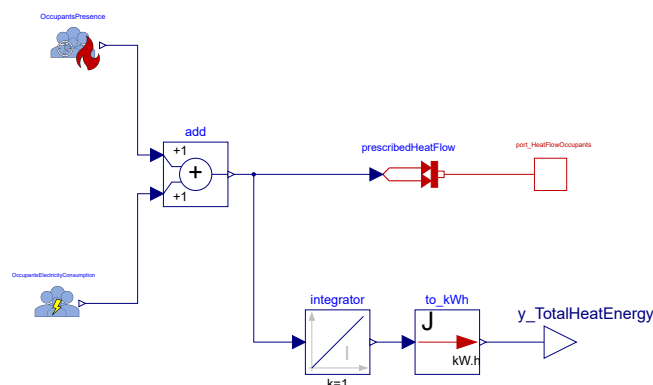 OccupantsPresence
add
+1
+
+1
prescribedHeatFlow
port_HeatFlowOccupants
OccupantsElectricityConsumption
integrator
I
k=1
to_kWh
J
kW.h
y_TotalHeatEnergy